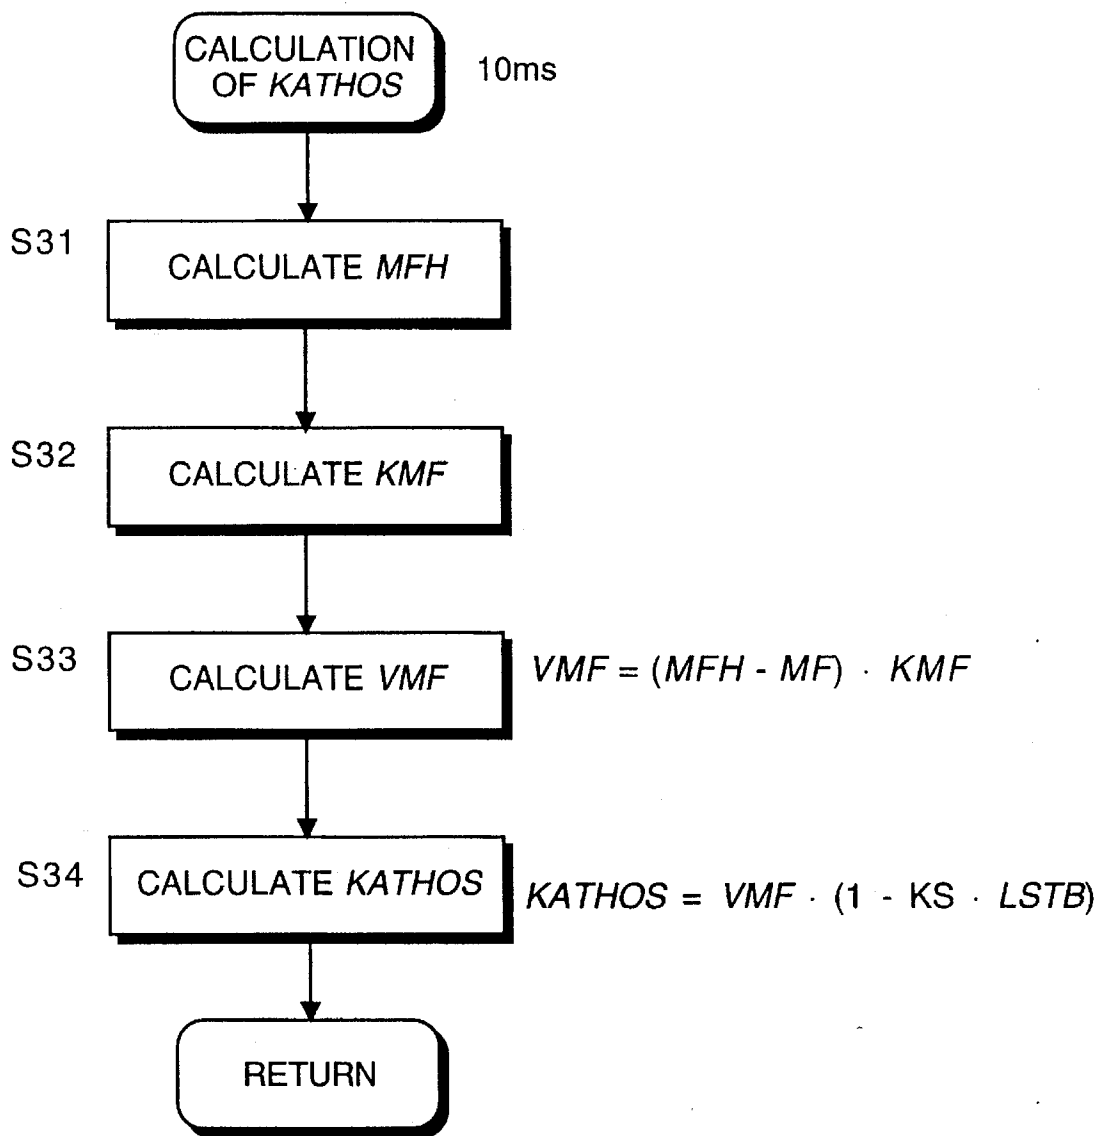 CALCULATION
OF KATHOS
10ms
S31
CALCULATE MFH
S32
CALCULATE KMF
S33
CALCULATE VMF
VMF = (MFH - MF) · KMF
S34
CALCULATE KATHOS
KATHOS = VMF · (1 - KS · LSTB)
RETURN